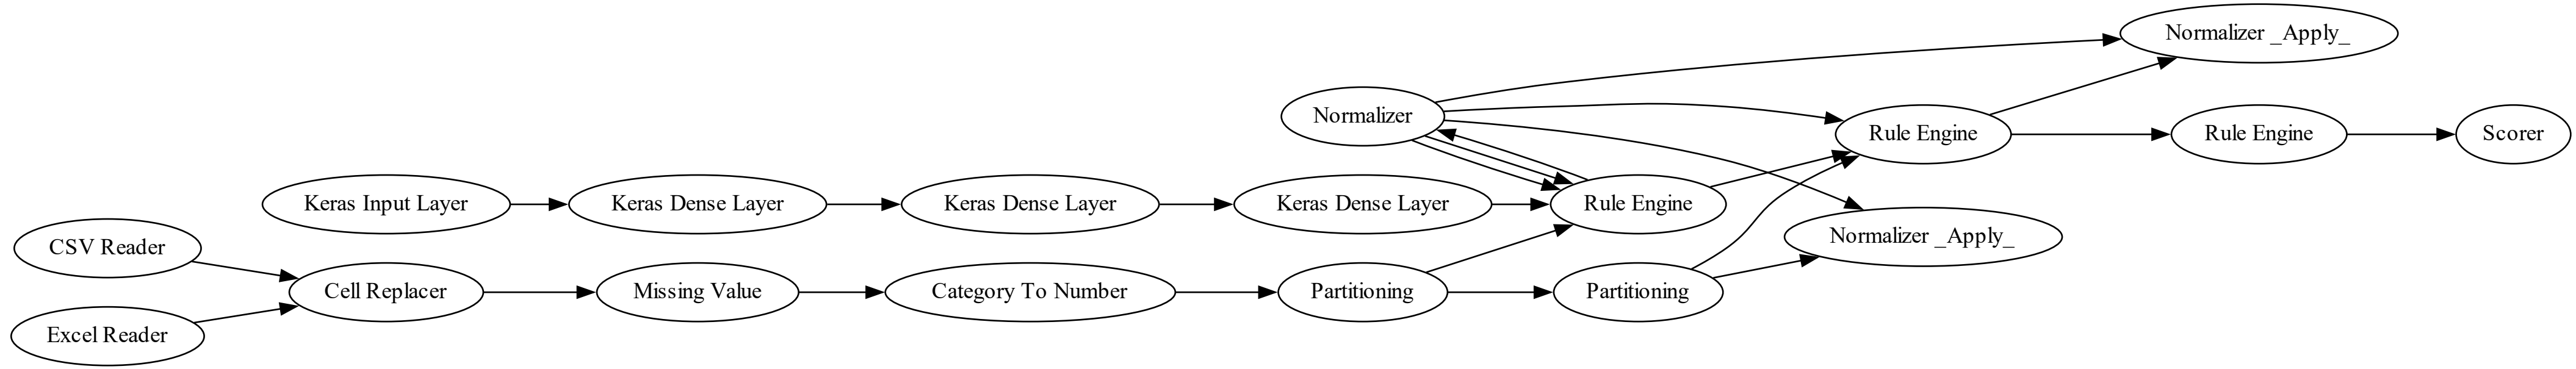 Normalizer _Apply_
Normalizer
Rule Engine
Rule Engine
Scorer
Keras Input Layer
Keras Dense Layer
Keras Dense Layer
Keras Dense Layer
Rule Engine
CSV Reader
Normalizer _Apply_
Cell Replacer
Missing Value
Category To Number
Partitioning
Partitioning
Excel Reader